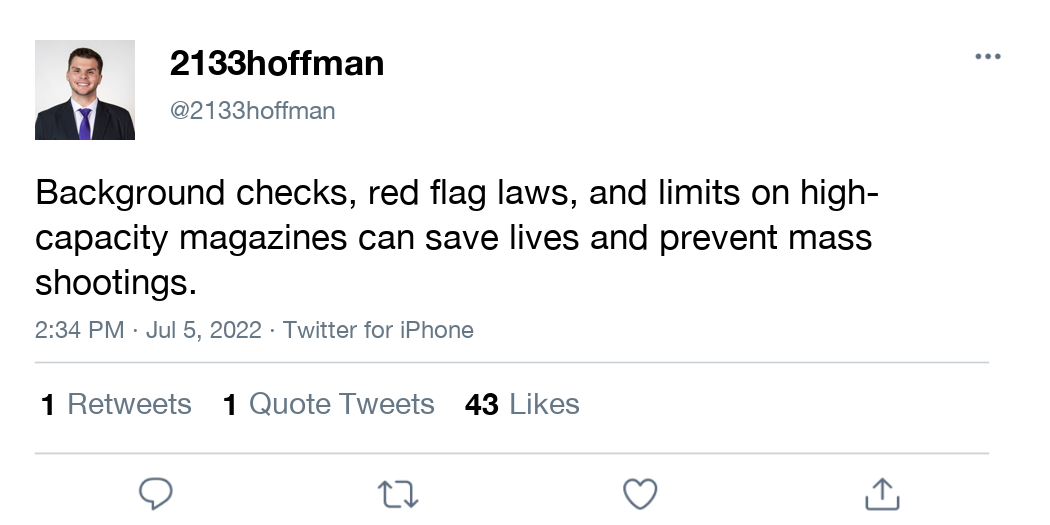 2133hoffman
@2133hoffman
Background checks, red flag laws, and limits on high-
capacity magazines can save lives and prevent mass
shootings.
2:34 PM · Jul 5, 2022 · Twitter for iPhone
1 Retweets 1 Quote Tweets 43 Likes